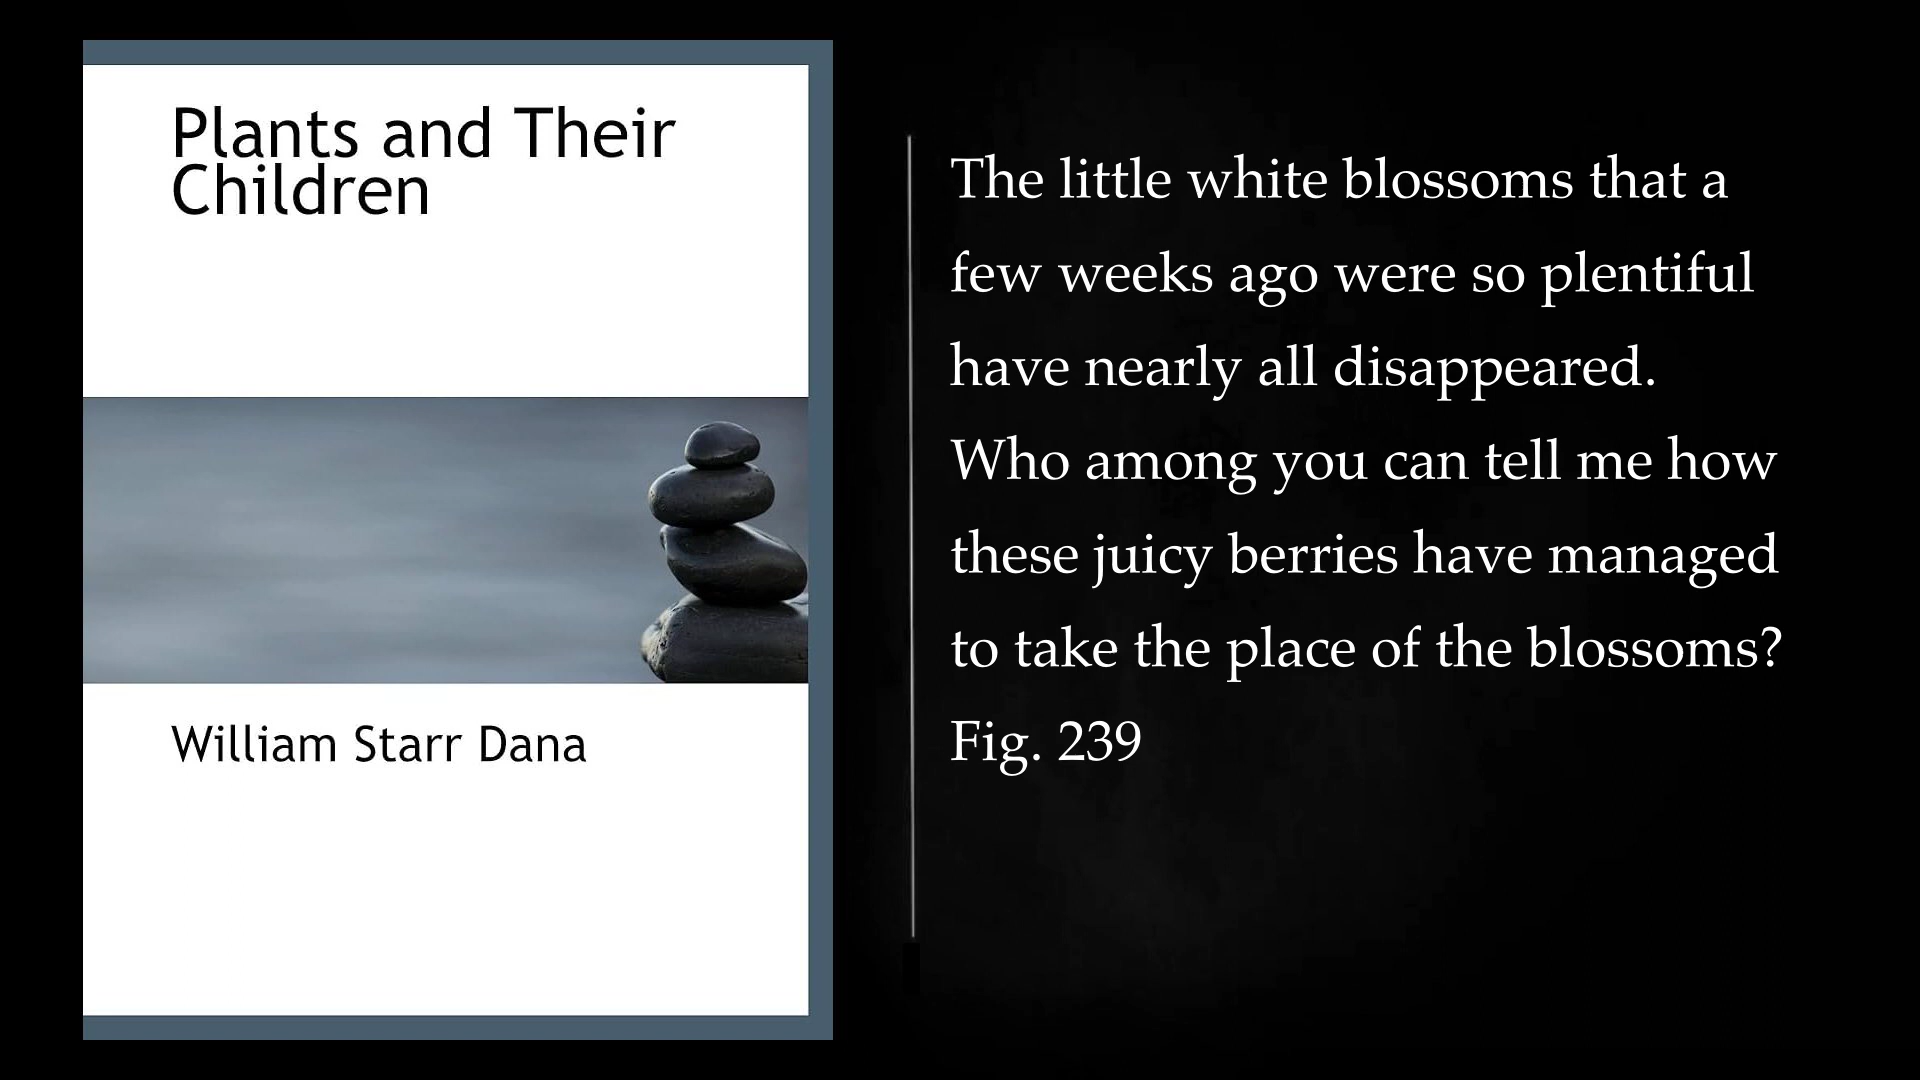 Plants and Their
Children
William Starr Dana
The little white blossoms that a
few weeks ago were so plentiful
have nearly all disappeared.
Who among you can tell me how
these juicy berries have managed
to take the place of the blossoms?
Fig. 239